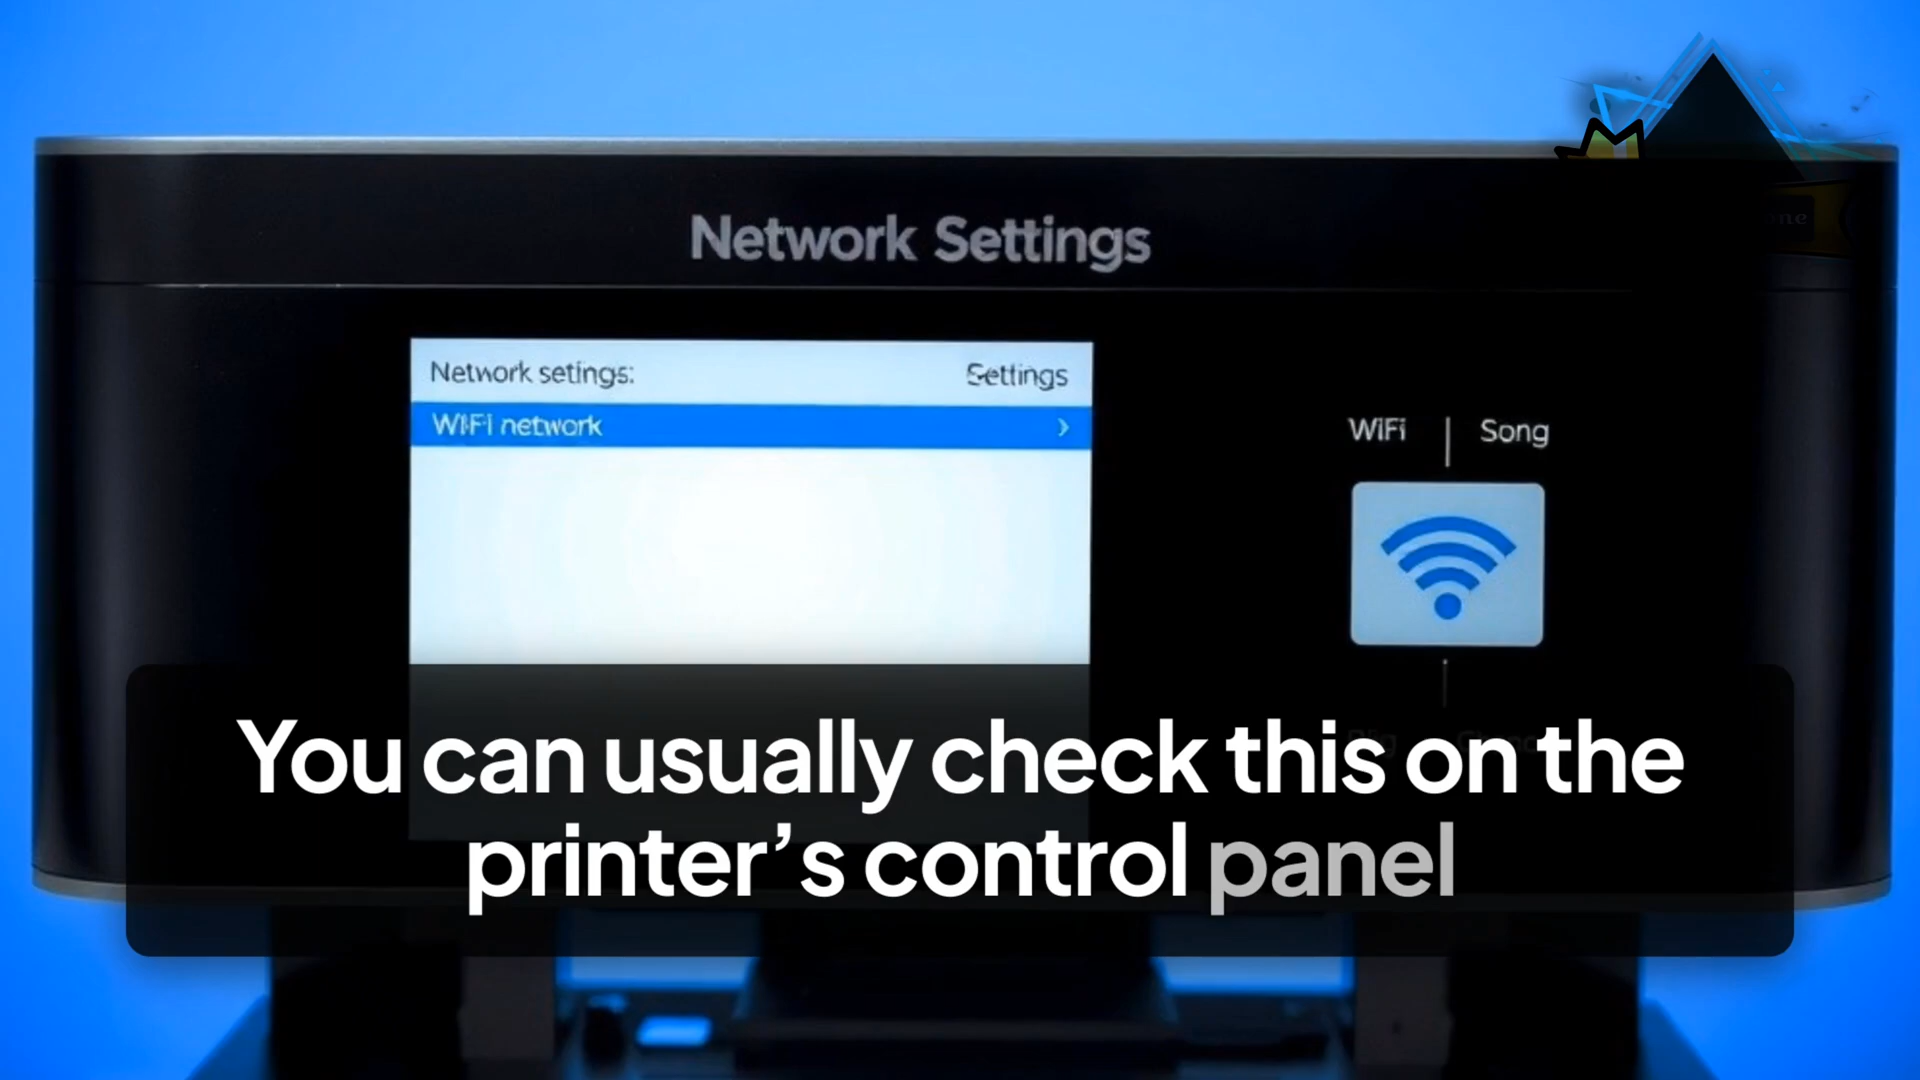 Network Settings
Network setings:
Settings
WIFI network
WiFi | Song
You can usually check this on the
printer's control panel